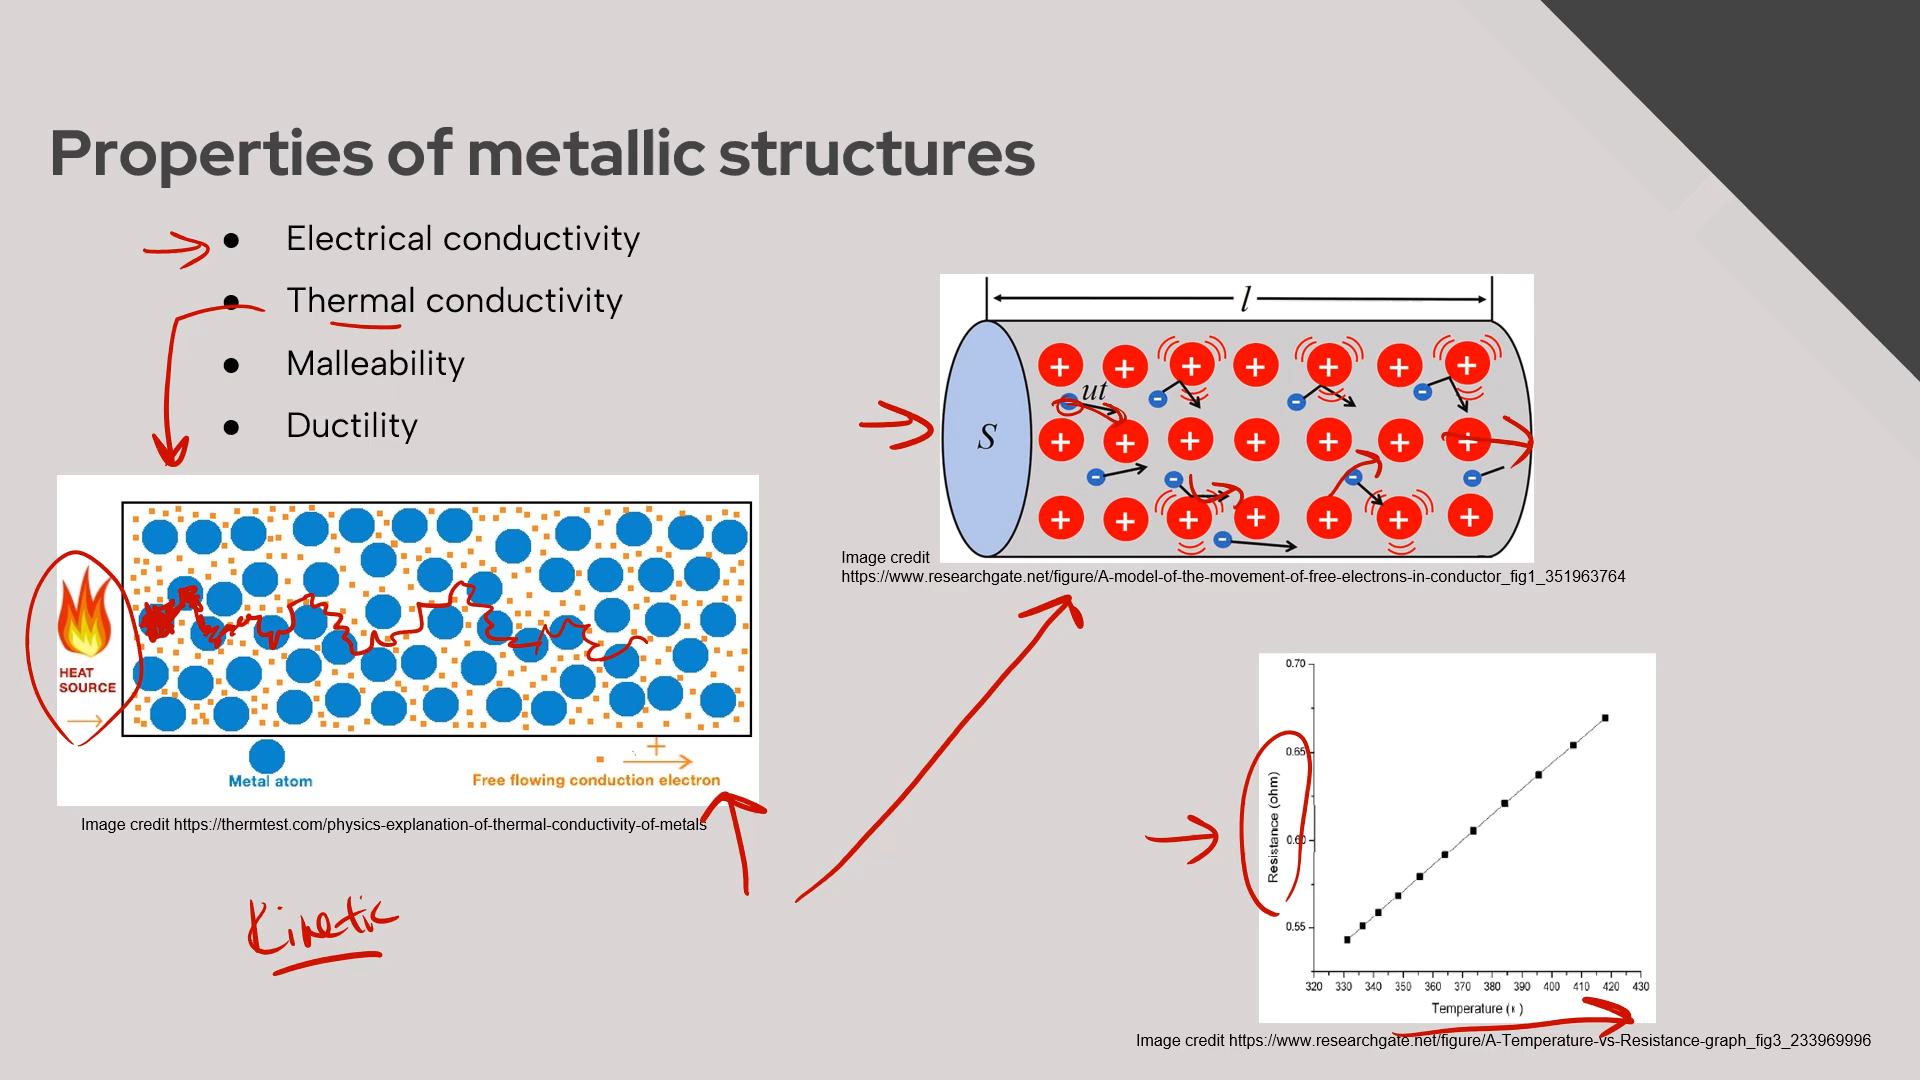 Properties of metallic structures
● Electrical conductivity
● Thermal conductivity
● Malleability
● Ductility
l
ut
S
Image credit
https://www.researchgate.net/figure/A-model-of-the-movement-of-free-electrons-in-conductor_fig1_351963764
HEAT
SOURCE
Metal atom
Free flowing conduction electron
Image credit https://thermtest.com/physics-explanation-of-thermal-conductivity-of-metals
Kinetic
0.70
0.65
0.60
0.55
Resistance (ohm)
320 330 340 350 360 370 380 390 400 410 420 430
Temperature (K)
Image credit https://www.researchgate.net/figure/A-Temperature-vs-Resistance-graph_fig3_233969996